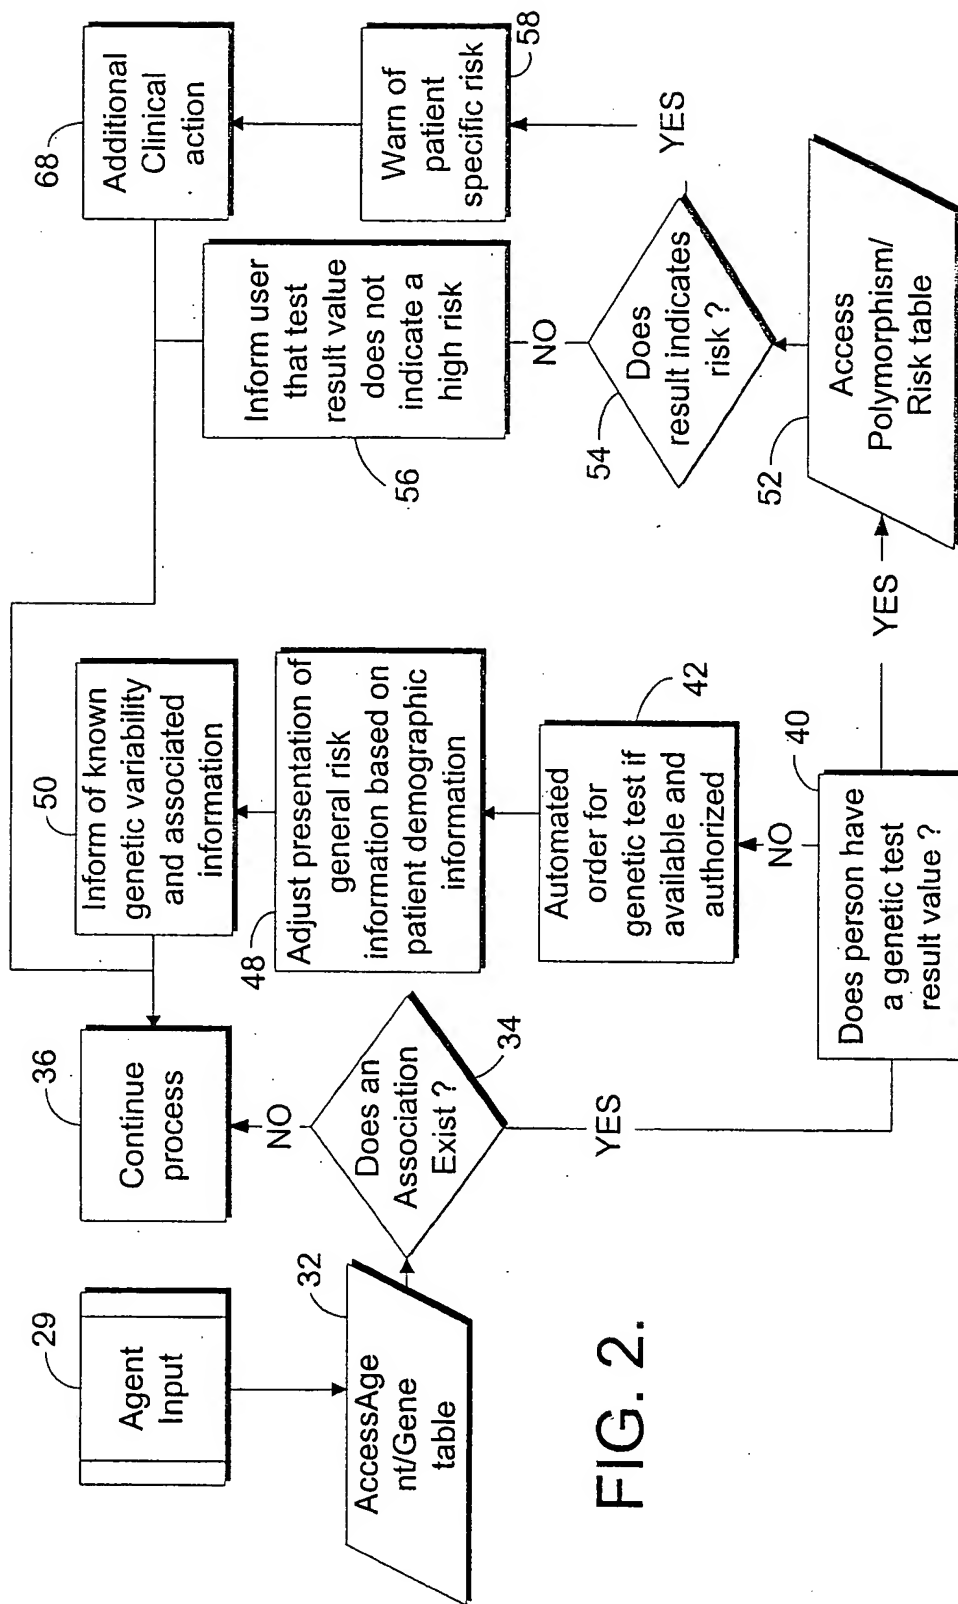 29
Agent
Input
32
AccessAge
nt/Gene
table
36
Continue
process
NO
34
Does an
Association
Exist ?
YES
50
Inform of known
genetic variability
and associated
information
48
Adjust presentation of
general risk
information based on
patient demographic
information
42
Automated
order for
genetic test if
available and
authorized
NO
40
Does person have
a genetic test
result value ?
YES
52
Access
Polymorphism/
Risk table
54
Does
result indicates
risk ?
NO
YES
56
Inform user
that test
result value
does not
indicate a
high risk
58
Warn of
patient
specific risk
68
Additional
Clinical
action
FIG. 2.